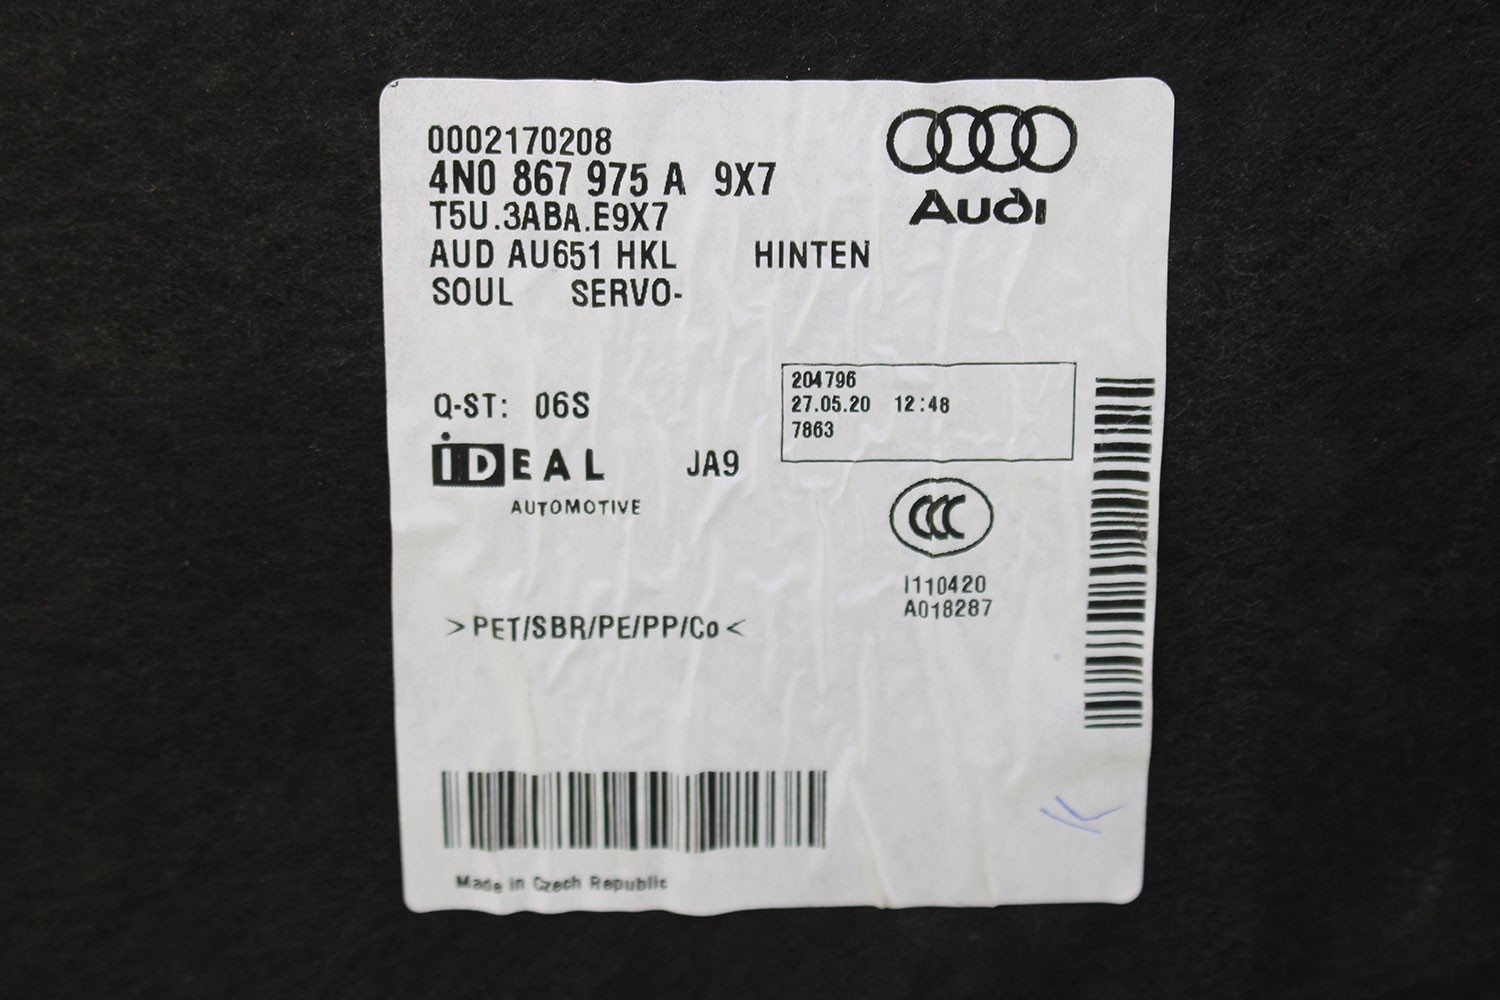 0002170208
4N0 867 975 A 9X7
T5U.3ABA.E9X7
AUD AU651 HKL HINTEN
SOUL SERVO-
Audi
204796
27.05.20 12:48
7863
Q-ST: 06S
iDEAL JA9
AUTOMOTIVE
CCC
I110420
A018287
>PET/SBR/PE/PP/Co<
K
Made in Czech Republic